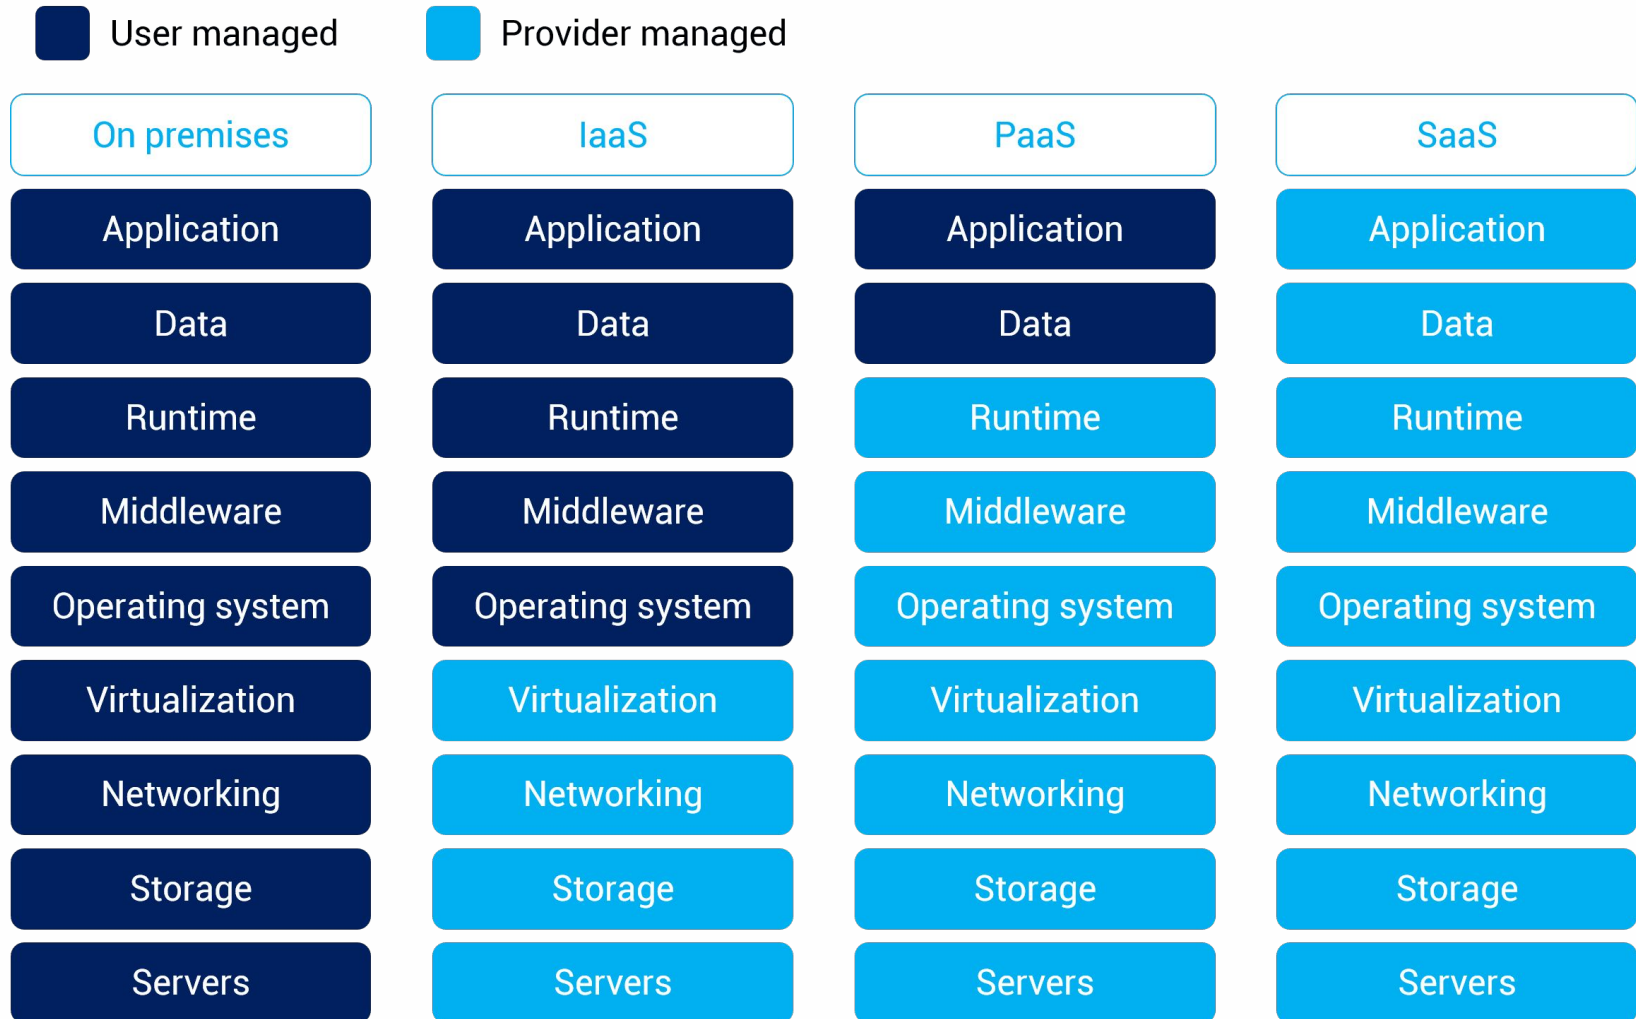 User managed
Provider managed
On premises
IaaS
PaaS
SaaS
Application
Application
Application
Application
Data
Data
Data
Data
Runtime
Runtime
Runtime
Runtime
Middleware
Middleware
Middleware
Middleware
Operating system
Operating system
Operating system
Operating system
Virtualization
Virtualization
Virtualization
Virtualization
Networking
Networking
Networking
Networking
Storage
Storage
Storage
Storage
Servers
Servers
Servers
Servers